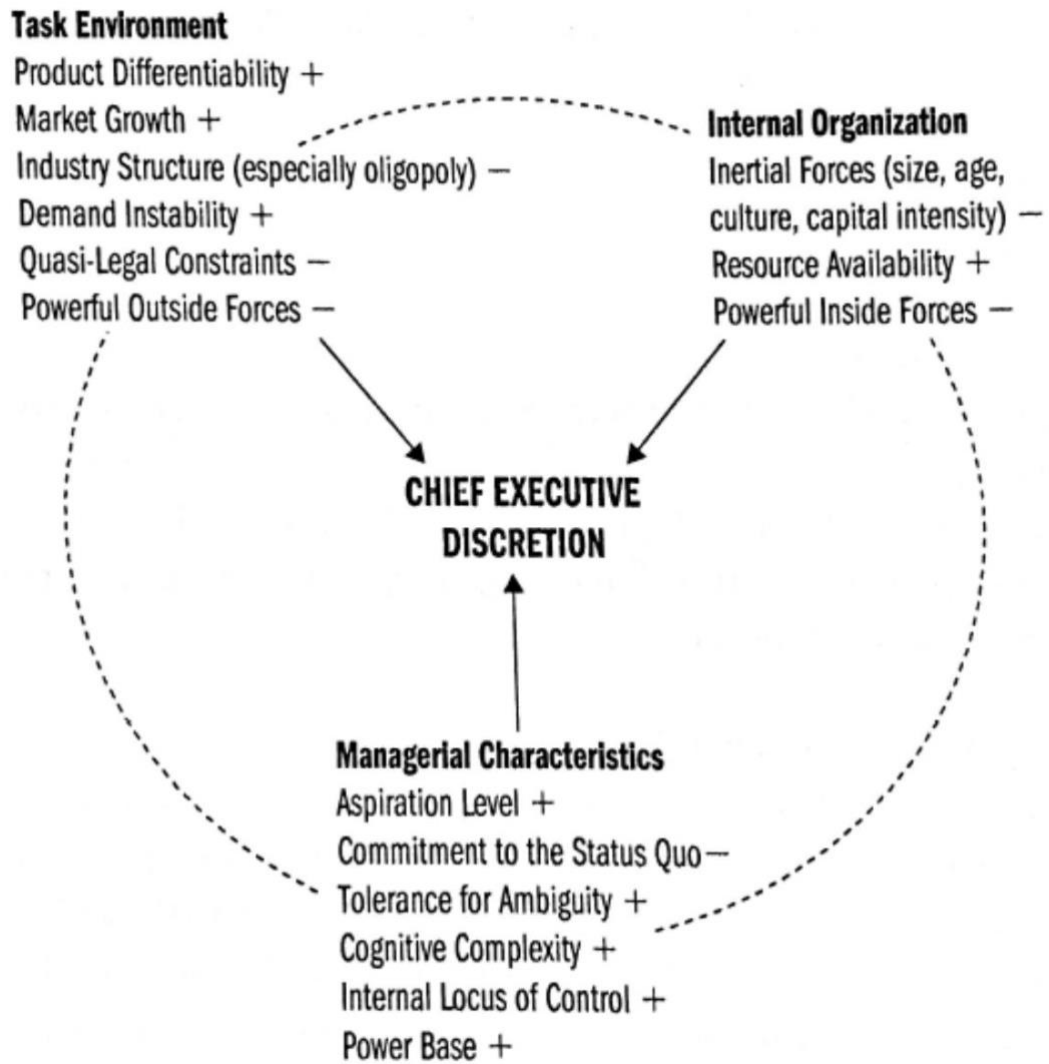 Task Environment
Product Differentiability +
Market Growth +
Industry Structure (especially oligopoly) −
Demand Instability +
Quasi-Legal Constraints −
Powerful Outside Forces −
Internal Organization
Inertial Forces (size, age,
culture, capital intensity) −
Resource Availability +
Powerful Inside Forces −
CHIEF EXECUTIVE
DISCRETION
Managerial Characteristics
Aspiration Level +
Commitment to the Status Quo−
Tolerance for Ambiguity +
Cognitive Complexity +
Internal Locus of Control +
Power Base +